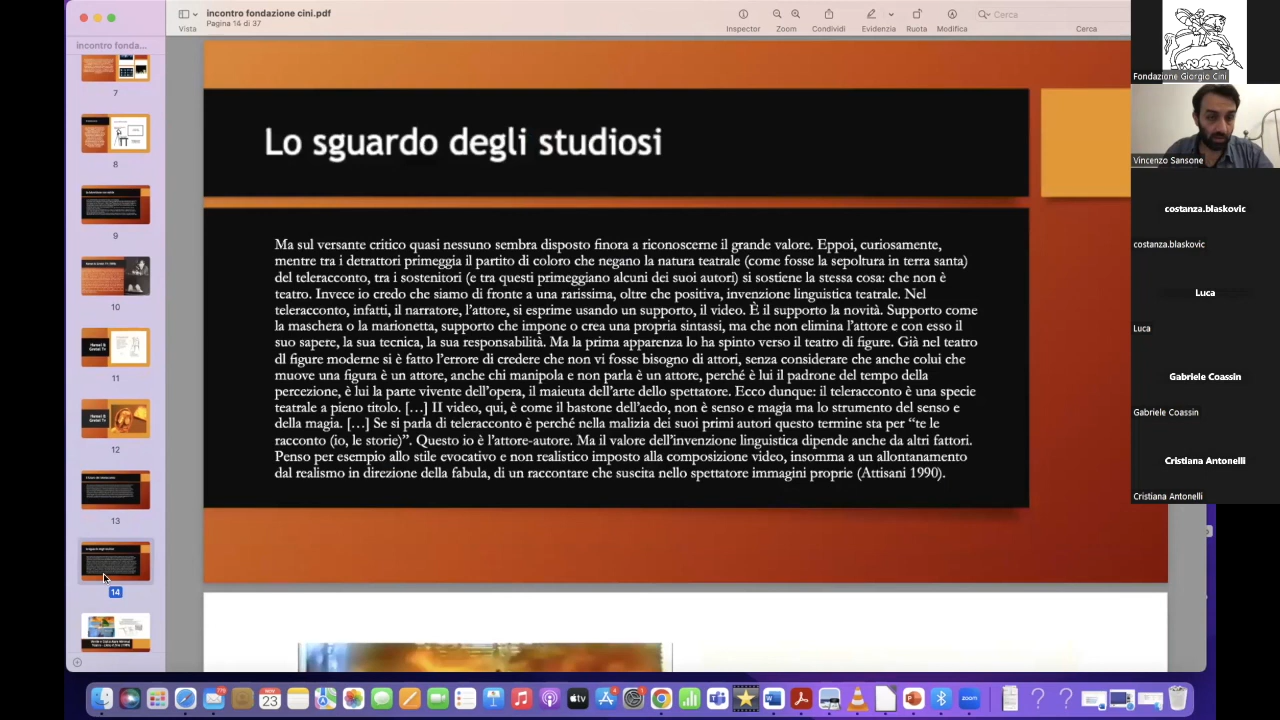 incontro fondazione cini.pdf
Pagina 14 di 37
Vista
Inspector
Zoom
Condividi
Evidenzia
Ruota
Modifica
Cerca
Cerca
incontro fonda...
7
8
9
10
11
12
13
14
Lo sguardo degli studiosi
Ma sul versante critico quasi nessuno sembra disposto finora a riconoscerne il grande valore. Eppoi, curiosamente,
mentre tra i detrattori primeggia il partito di coloro che negano la natura teatrale (come fosse la sepoltura in terra santa)
del teleracconto, tra i sostenitori (e tra questi primeggiano alcuni dei suoi autori) si sostiene la stessa cosa: che non è
teatro. Invece io credo che siamo di fronte a una rarissima, oltre che positiva, invenzione linguistica teatrale. Nel
teleracconto, infatti, il narratore, l'attore, si esprime usando un supporto, il video. È il supporto la novità. Supporto come
la maschera o la marionetta, supporto che impone o crea una propria sintassi, ma che non elimina l'attore e con esso il
suo sapere, la sua tecnica, la sua responsabilità. Ma la prima apparenza lo ha spinto verso il teatro di figure. Già nel teatro
dl figure moderne si è fatto l'errore di credere che non vi fosse bisogno di attori, senza considerare che anche colui che
muove una figura è un attore, anche chi manipola e non parla è un attore, perché è lui il padrone del tempo della
percezione, è lui la parte vivente dell'opera, il maieuta dell'arte dello spettatore. Ecco dunque: il teleracconto è una specie
teatrale a pieno titolo. […] II video, qui, è come il bastone dell'aedo, non è senso e magia ma lo strumento del senso e
della magia. […] Se si parla di teleracconto è perché nella malizia dei suoi primi autori questo termine sta per “te le
racconto (io, le storie)”. Questo io è l'attore-autore. Ma il valore dell'invenzione linguistica dipende anche da altri fattori.
Penso per esempio allo stile evocativo e non realistico imposto alla composizione video, insomma a un allontanamento
dal realismo in direzione della fabula, di un raccontare che suscita nello spettatore immagini proprie (Attisani 1990).
Fondazione Giorgio Cini
Vincenzo Sansone
costanza.blaskovic
costanza.blaskovic
Luca
Luca
Gabriele Coassin
Gabriele Coassin
Cristiana Antonelli
Cristiana Antonelli
23
tv
zoom